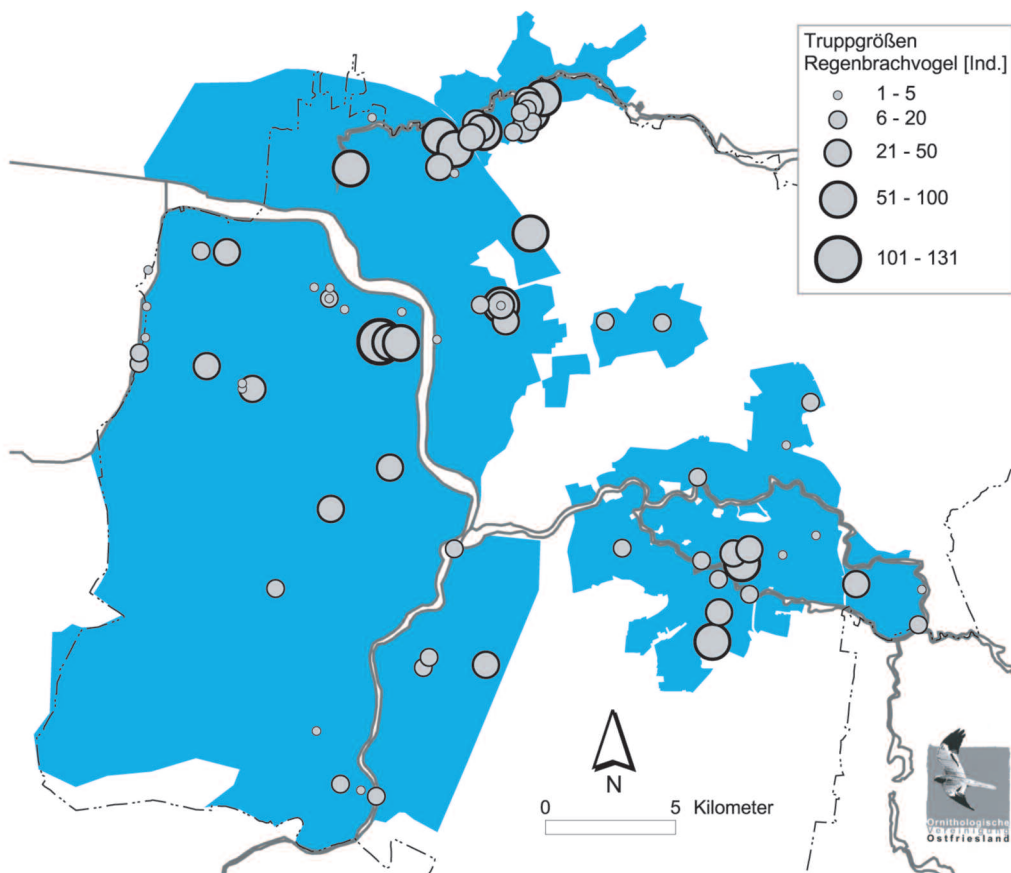 Truppgrößen
Regenbrachvogel [Ind.]
1 - 5
6 - 20
21 - 50
51 - 100
101 - 131
N
0 5 Kilometer
Ornithologische
Vereinigung
Ostfriesland